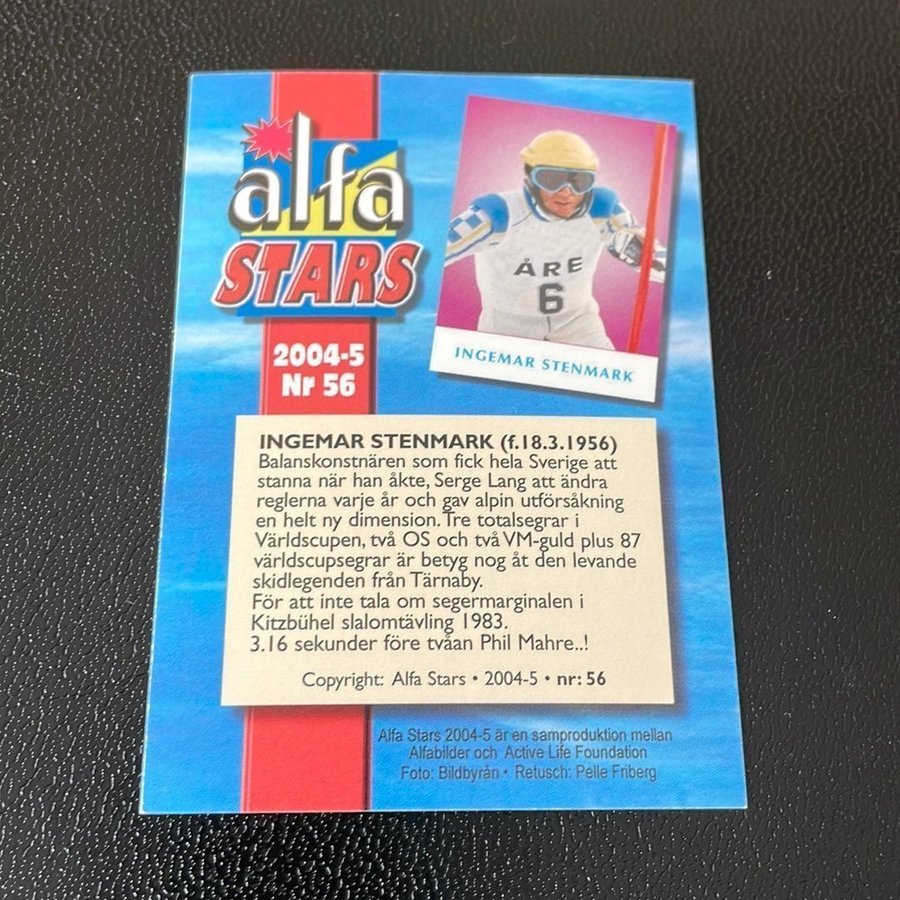 alfa
STARS
2004-5
Nr 56
ÅRE
6
INGEMAR STENMARK
INGEMAR STENMARK (f.18.3.1956)
Balanskonstnären som fick hela Sverige att
stanna när han åkte, Serge Lang att ändra
reglerna varje år och gav alpin utförsåkning
en helt ny dimension. Tre totalsegrar i
Världscupen, två OS och två VM-guld plus 87
världscupsegrar är betyg nog åt den levande
skidlegenden från Tärnaby.
För att inte tala om segermarginalen i
Kitzbühel slalomtävling 1983.
3.16 sekunder före tvåan Phil Mahre..!
Copyright: Alfa Stars • 2004-5 • nr: 56
Alfa Stars 2004-5 är en samproduktion mellan
Alfabilder och Active Life Foundation
Foto: Bildbyrån • Retusch: Pelle Friberg